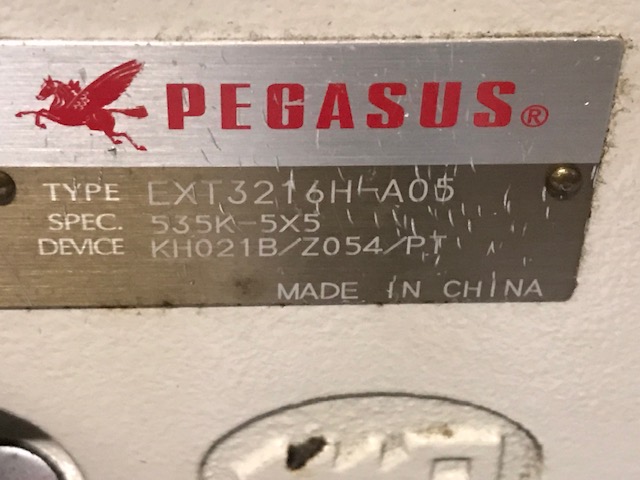 PEGASUS®
TYPE EXT3216H-A05
SPEC. 535K-5X5
DEVICE KH021B/Z054/PT
MADE IN CHINA